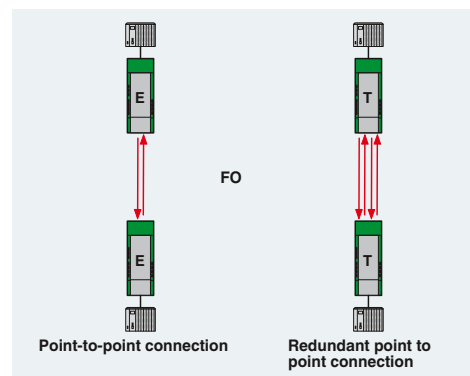 E
T
FO
E
T
Point-to-point connection
Redundant point to
point connection